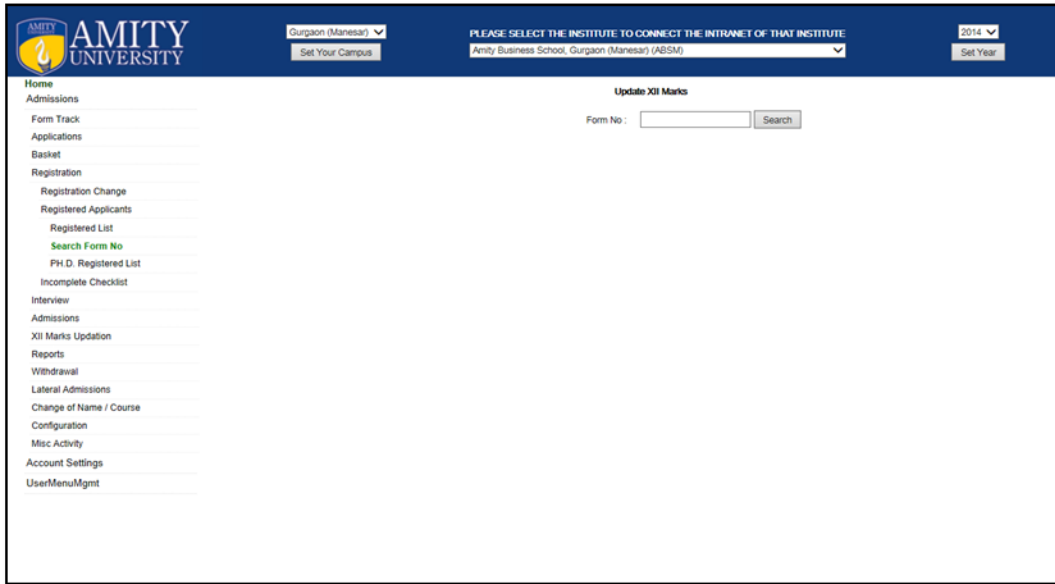 AMITY
AMITY
UNIVERSITY
Gurgaon (Manesar)
Set Your Campus
PLEASE SELECT THE INSTITUTE TO CONNECT THE INTRANET OF THAT INSTITUTE
Amity Business School, Gurgaon (Manesar) (ABSM)
2014
Set Year
Home
Admissions
Form Track
Applications
Basket
Registration
Registration Change
Registered Applicants
Registered List
Search Form No
PH.D. Registered List
Incomplete Checklist
Interview
Admissions
XII Marks Updation
Reports
Withdrawal
Lateral Admissions
Change of Name / Course
Configuration
Misc Activity
Account Settings
UserMenuMgmt
Update XII Marks
Form No :
Search